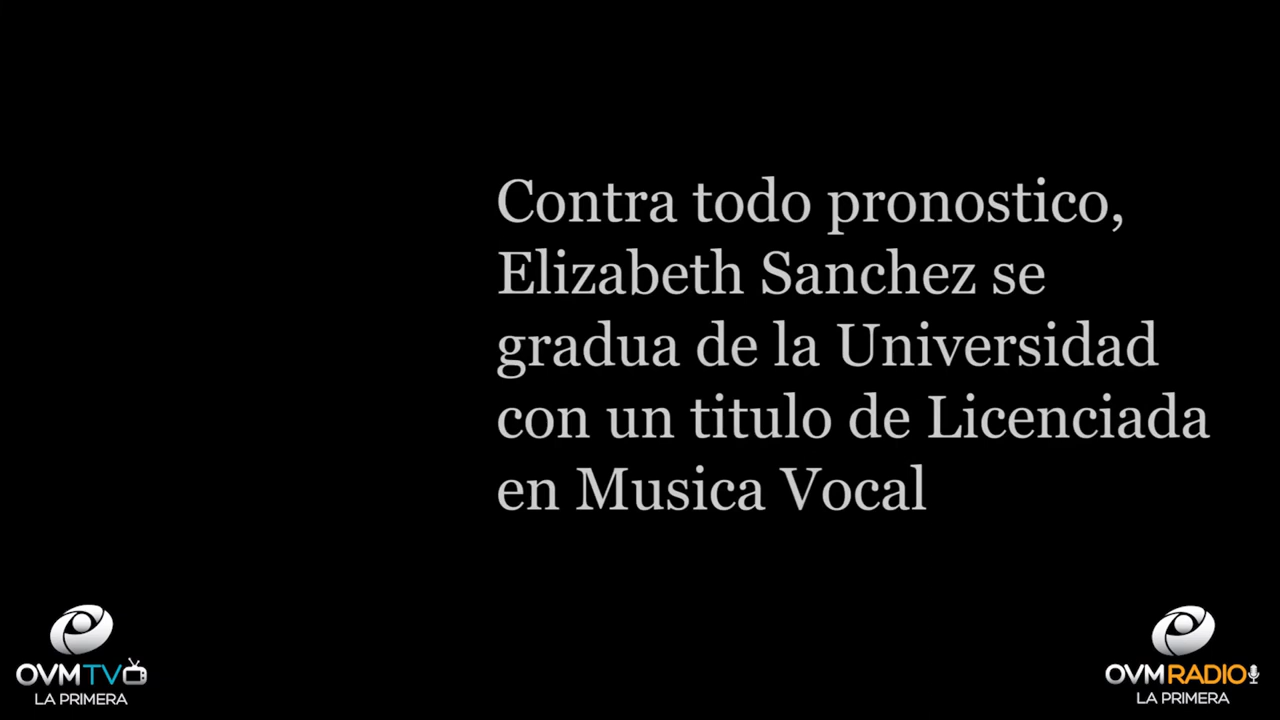 Contra todo pronostico,
Elizabeth Sanchez se
gradua de la Universidad
con un titulo de Licenciada
en Musica Vocal
OVMTV
LA PRIMERA
OVMRADIO
LA PRIMERA